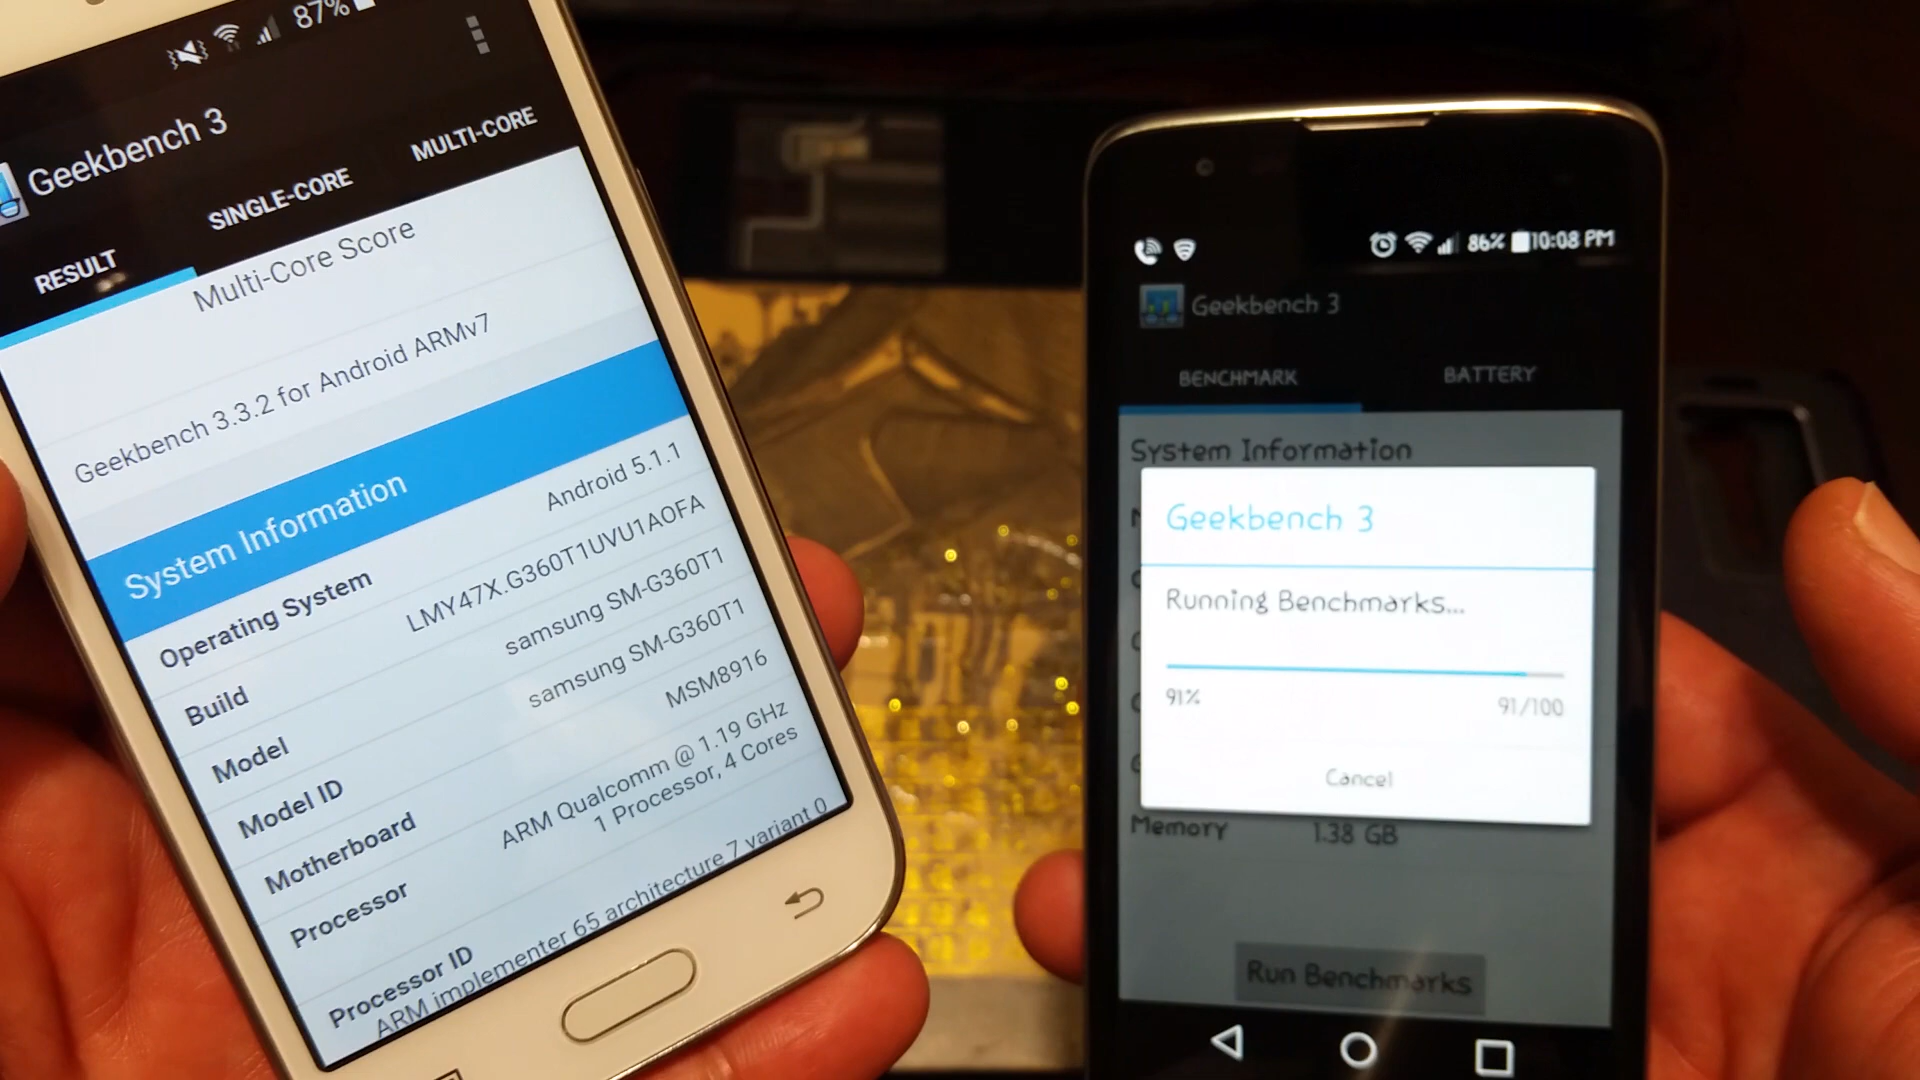 87%
Geekbench 3
RESULT SINGLE-CORE MULTI-CORE
Multi-Core Score
Geekbench 3.3.2 for Android ARMv7
System Information
Operating System Android 5.1.1
Build LMY47X.G360T1UVU1AOFA
Model samsung SM-G360T1
Model ID samsung SM-G360T1
Motherboard MSM8916
Processor ARM Qualcomm @ 1.19 GHz
1 Processor, 4 Cores
Processor ID
ARM implementer 65 architecture 7 variant 0
86% 10:08 PM
Geekbench 3
BENCHMARK BATTERY
System Information
Geekbench 3
Running Benchmarks...
91% 91/100
Cancel
Memory 1.38 GB
Run Benchmarks